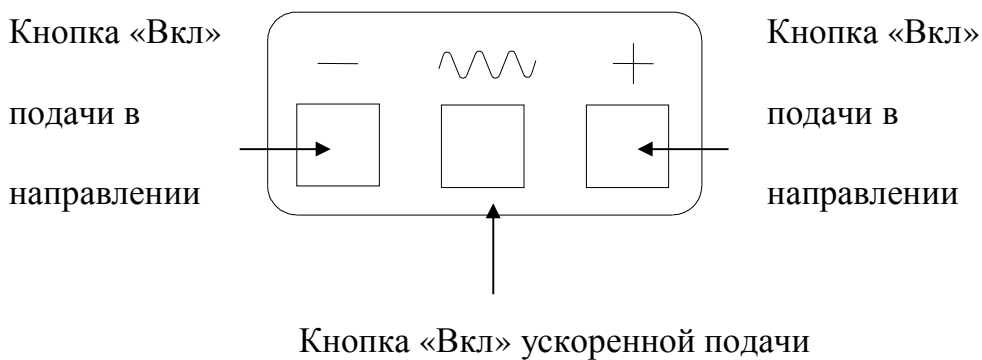 Кнопка «Вкл»
подачи в
направлении
Кнопка «Вкл»
подачи в
направлении
Кнопка «Вкл» ускоренной подачи